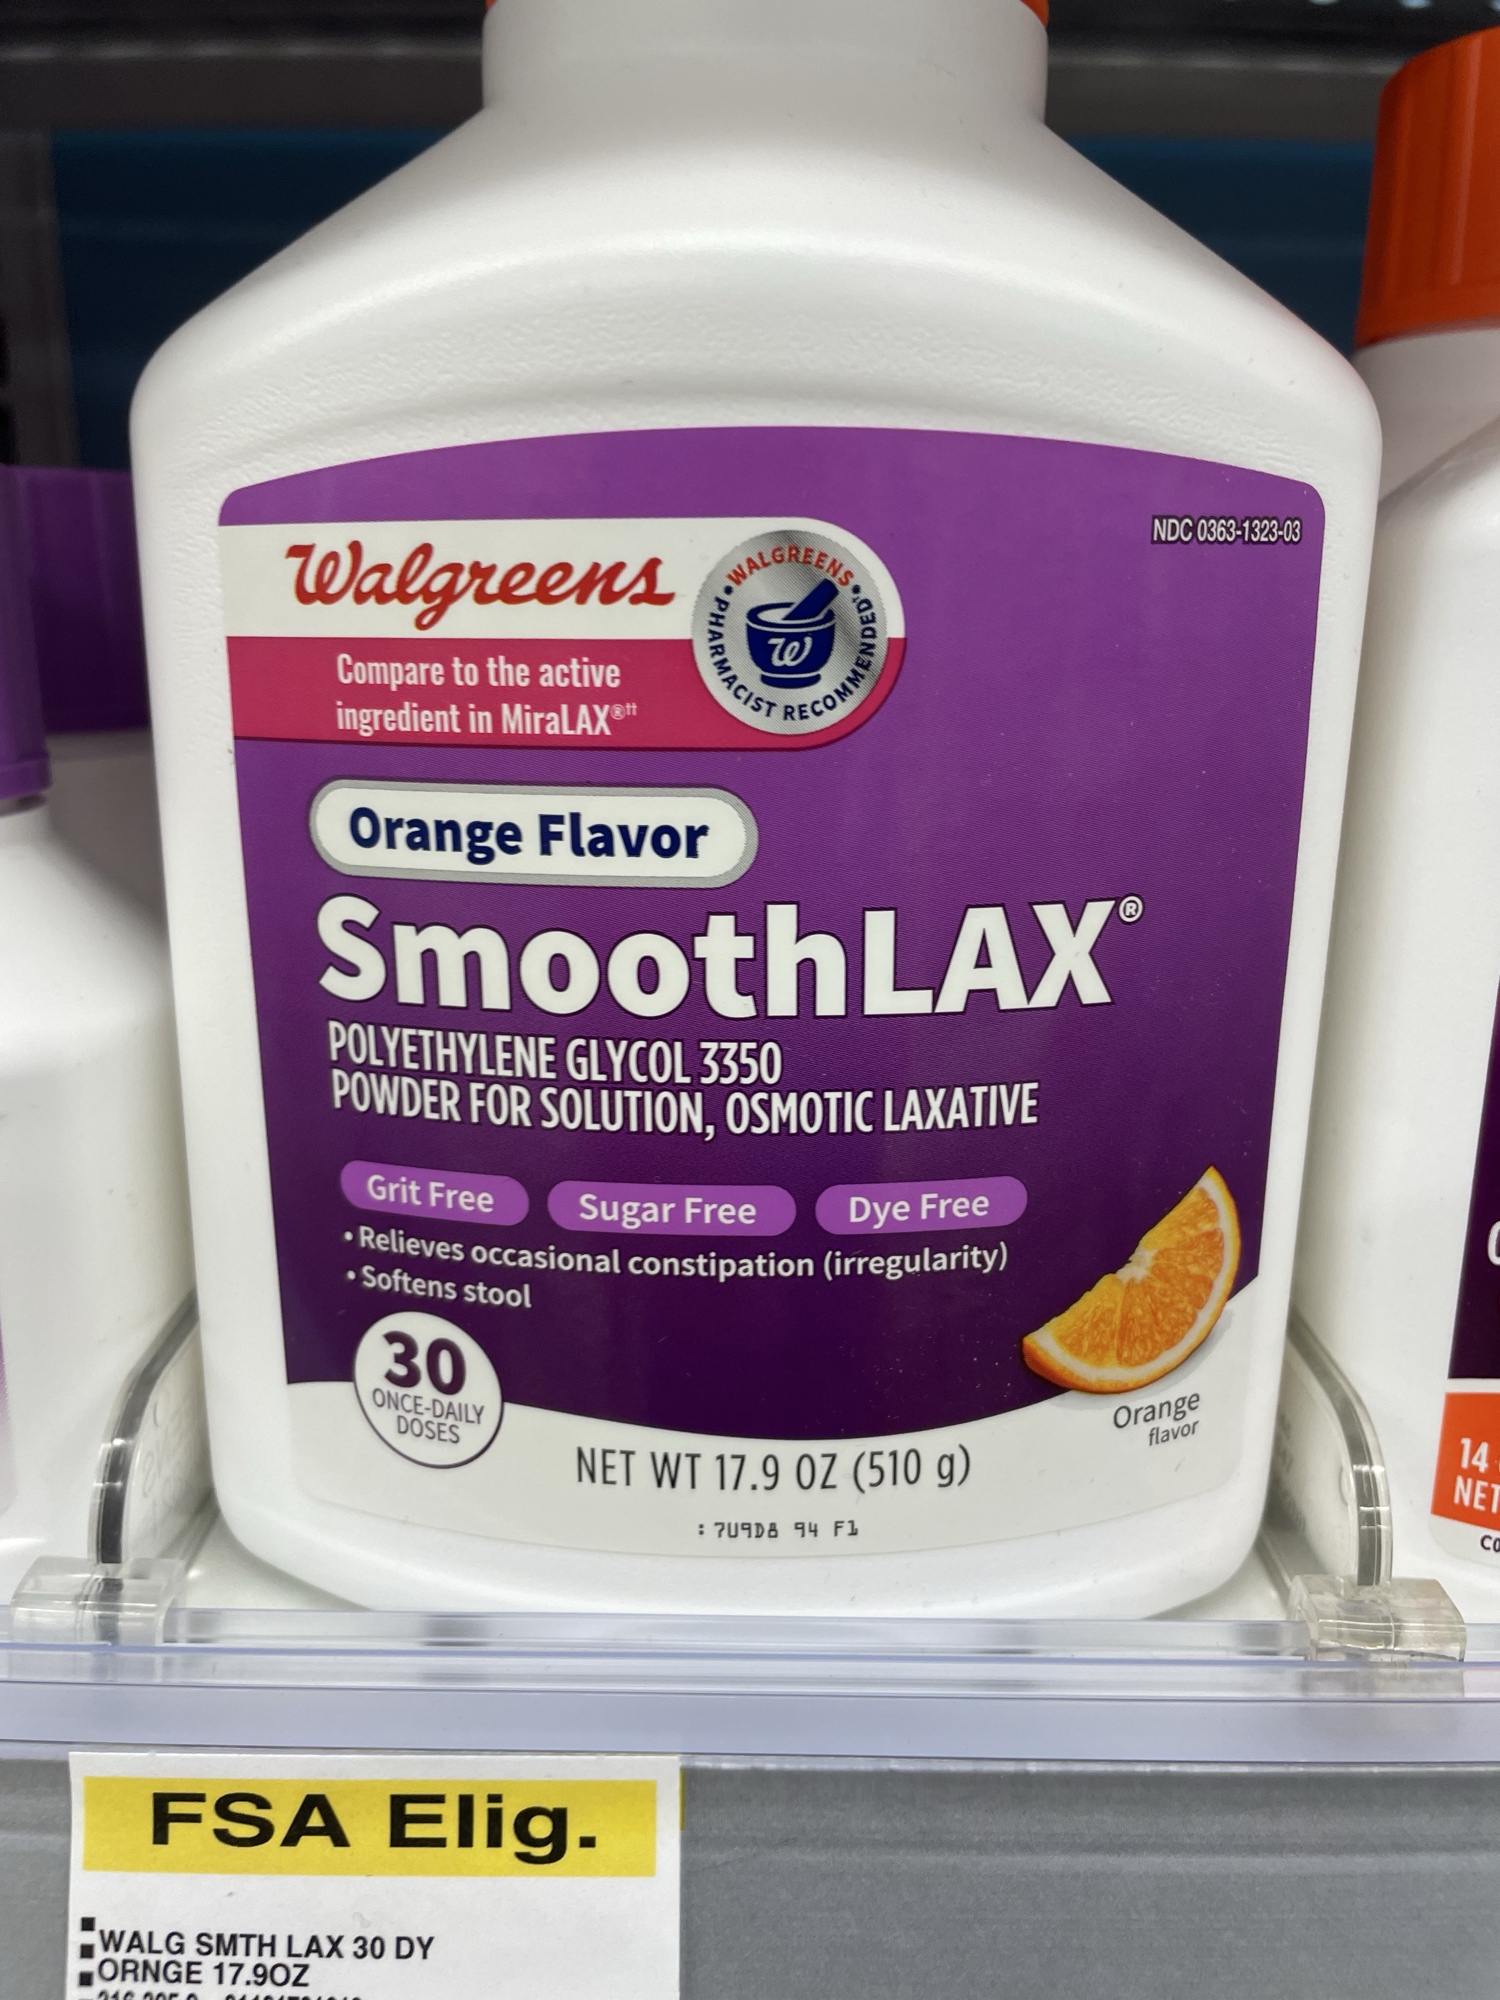 NDC 0363-1323-03
Walgreens
WALGREENS
PHARMACIST RECOMMENDED†
W
Compare to the active
ingredient in MiraLAX®††
Orange Flavor
SmoothLAX®
POLYETHYLENE GLYCOL 3350
POWDER FOR SOLUTION, OSMOTIC LAXATIVE
Grit Free
Sugar Free
Dye Free
• Relieves occasional constipation (irregularity)
• Softens stool
30
ONCE-DAILY
DOSES
Orange
flavor
NET WT 17.9 OZ (510 g)
: 7U9D8 94 F1
14
NET
FSA Elig.
WALG SMTH LAX 30 DY
ORNGE 17.9OZ